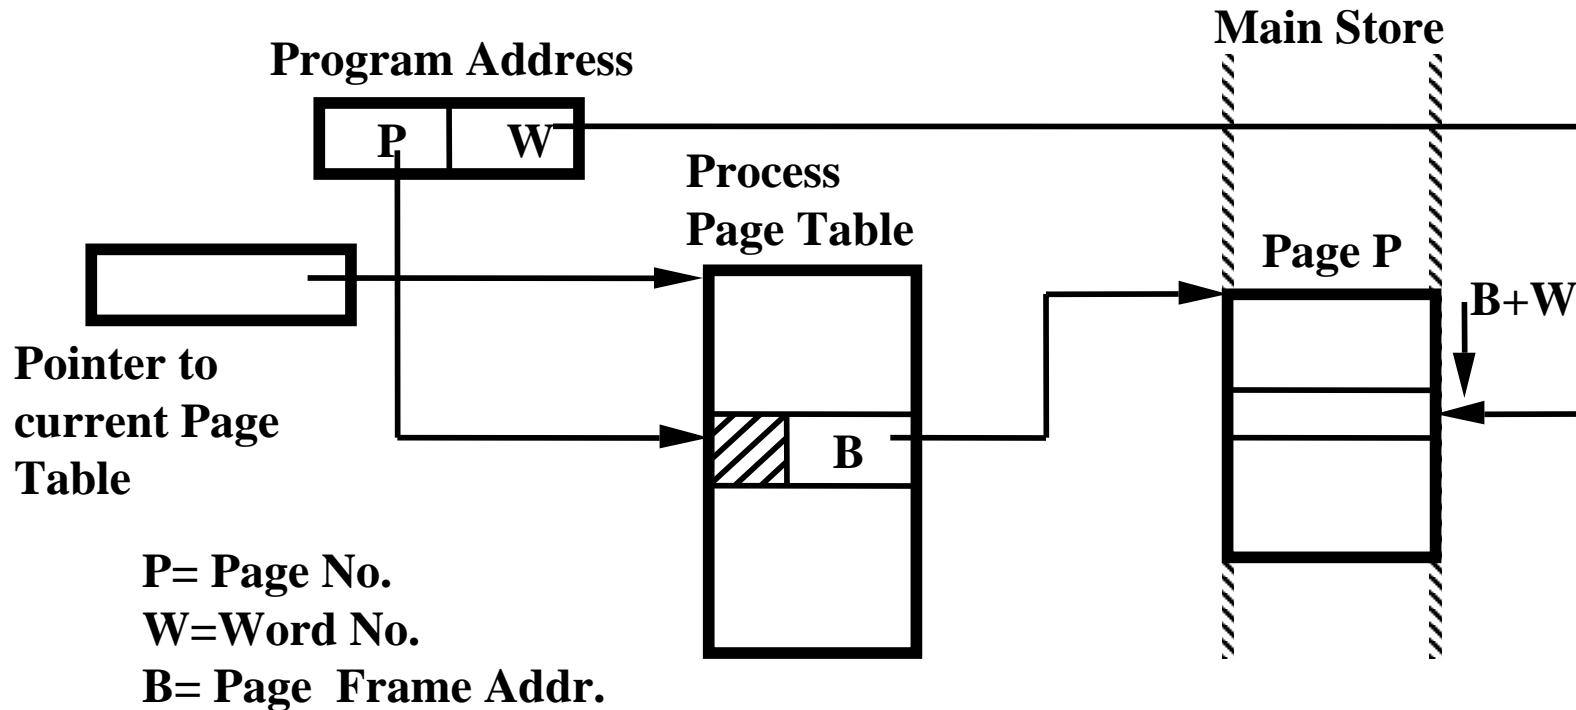 Main Store
Program Address
P
W
Process
Page Table
Page P
B+W
Pointer to
current Page
Table
B
P= Page No.
W=Word No.
B= Page Frame Addr.